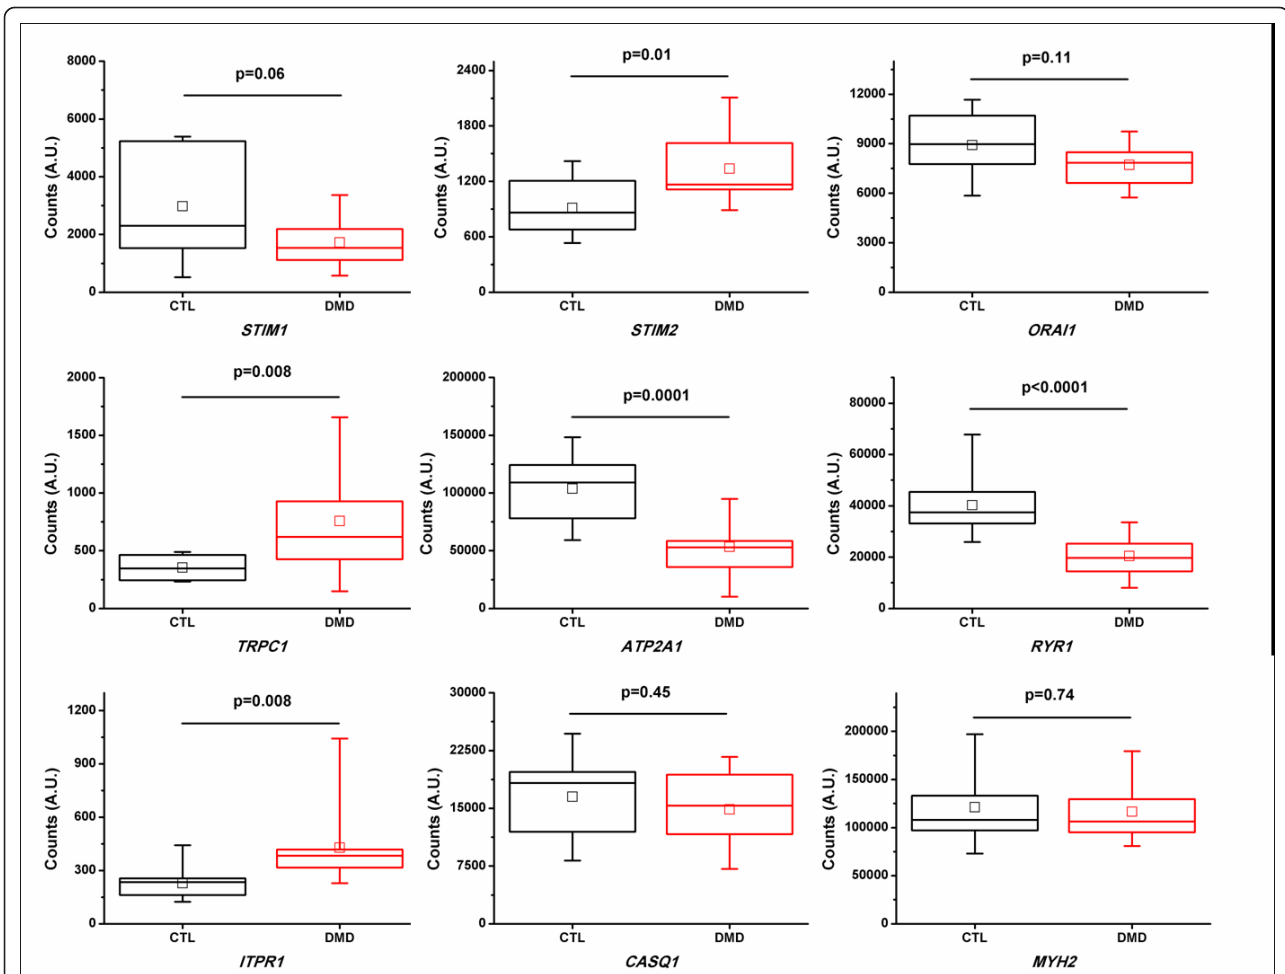 p=0.06
8000
6000
4000
2000
0
Counts (A.U.)
CTL DMD
STIM1
p=0.01
2400
1800
1200
600
0
Counts (A.U.)
CTL DMD
STIM2
p=0.11
12000
9000
6000
3000
0
Counts (A.U.)
CTL DMD
ORAI1
p=0.008
2000
1500
1000
500
0
Counts (A.U.)
CTL DMD
TRPC1
p=0.0001
200000
150000
100000
50000
0
Counts (A.U.)
CTL DMD
ATP2A1
p<0.0001
80000
60000
40000
20000
0
Counts (A.U.)
CTL DMD
RYR1
p=0.008
1200
900
600
300
0
Counts (A.U.)
CTL DMD
ITPR1
p=0.45
30000
22500
15000
7500
0
Counts (A.U.)
CTL DMD
CASQ1
p=0.74
200000
150000
100000
50000
0
Counts (A.U.)
CTL DMD
MYH2